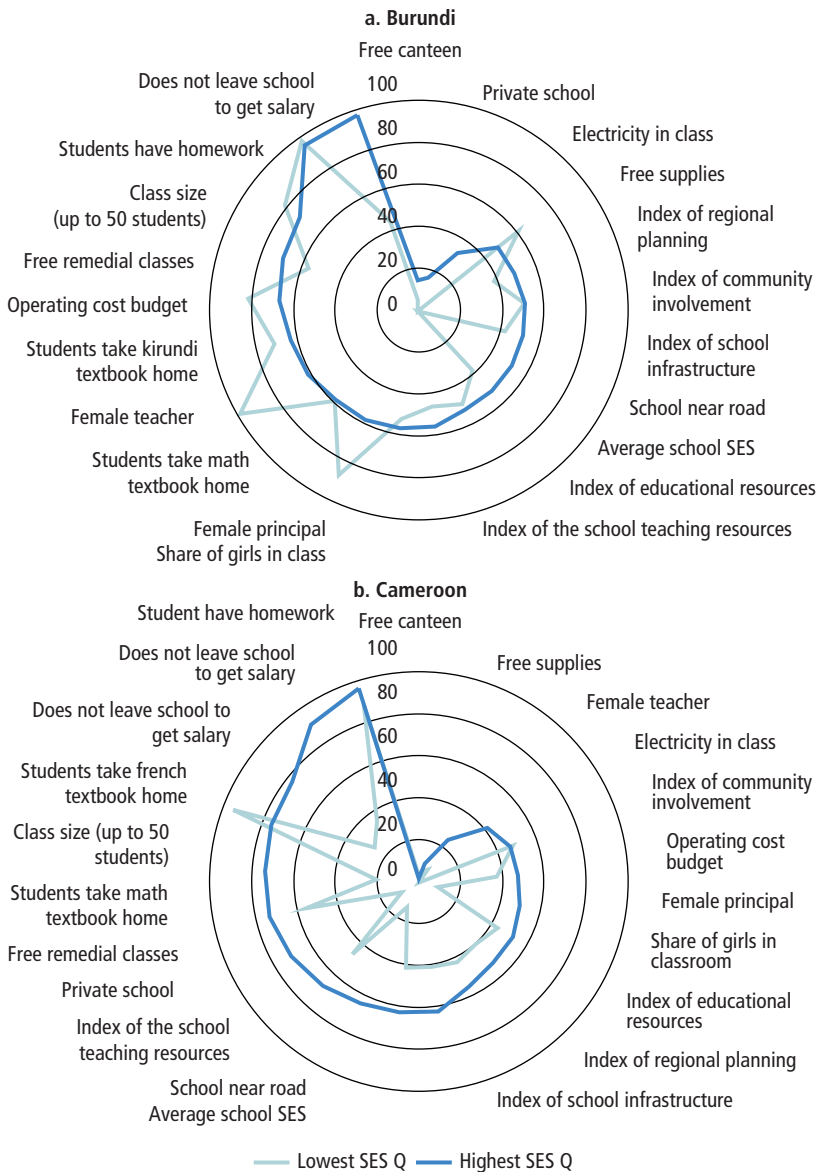 a. Burundi
Free canteen
100
80
60
40
20
0
Private school
Electricity in class
Free supplies
Index of regional
planning
Index of community
involvement
Index of school
infrastructure
School near road
Average school SES
Index of educational resources
Index of the school teaching resources
Female principal
Share of girls in class
Students take math
textbook home
Female teacher
Students take kirundi
textbook home
Operating cost budget
Free remedial classes
Class size
(up to 50 students)
Students have homework
Does not leave school
to get salary
b. Cameroon
Free canteen
100
80
60
40
20
0
Free supplies
Female teacher
Electricity in class
Index of community
involvement
Operating cost
budget
Female principal
Share of girls in
classroom
Index of educational
resources
Index of regional planning
Index of school infrastructure
School near road
Average school SES
Index of the school
teaching resources
Private school
Free remedial classes
Students take math
textbook home
Class size (up to 50
students)
Students take french
textbook home
Does not leave school to
get salary
Does not leave school
to get salary
Student have homework
Lowest SES Q
Highest SES Q